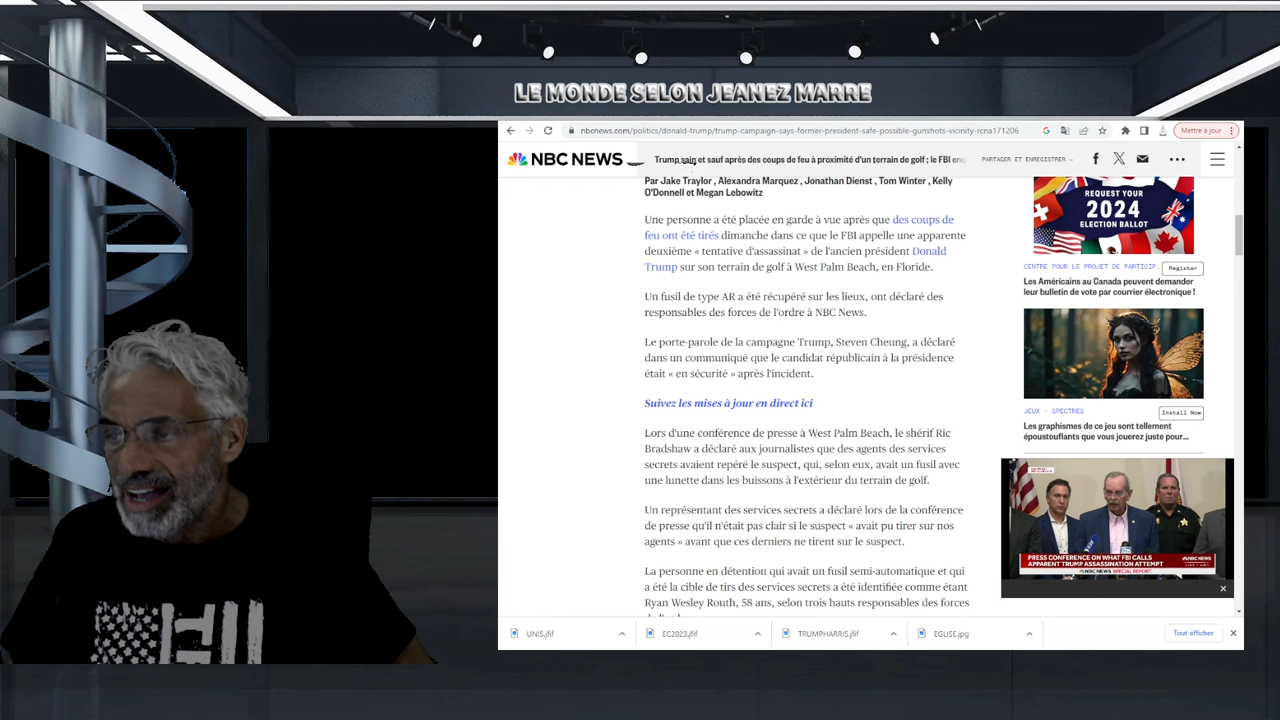 LE MONDE SELON JEANEZ MARRE
nbcnews.com/politics/donald-trump/trump-campaign-says-former-president-safe-possible-gunshots-vicinity-rcna171206
Mettre à jour
NBC NEWS
Trump sain et sauf après des coups de feu à proximité d'un terrain de golf ; le FBI enq
PARTAGER ET ENREGISTRER —
Par Jake Traylor , Alexandra Marquez , Jonathan Dienst , Tom Winter , Kelly
O'Donnell et Megan Lebowitz
Une personne a été placée en garde à vue après que des coups de
feu ont été tirés dimanche dans ce que le FBI appelle une apparente
deuxième « tentative d'assassinat » de l'ancien président Donald
Trump sur son terrain de golf à West Palm Beach, en Floride.
Un fusil de type AR a été récupéré sur les lieux, ont déclaré des
responsables des forces de l'ordre à NBC News.
Le porte-parole de la campagne Trump, Steven Cheung, a déclaré
dans un communiqué que le candidat républicain à la présidence
était « en sécurité » après l'incident.
Suivez les mises à jour en direct ici
Lors d'une conférence de presse à West Palm Beach, le shérif Ric
Bradshaw a déclaré aux journalistes que des agents des services
secrets avaient repéré le suspect, qui, selon eux, avait un fusil avec
une lunette dans les buissons à l'extérieur du terrain de golf.
Un représentant des services secrets a déclaré lors de la conférence
de presse qu'il n'était pas clair si le suspect « avait pu tirer sur nos
agents » avant que ces derniers ne tirent sur le suspect.
La personne en détention qui avait un fusil semi-automatique et qui
a été la cible de tirs des services secrets a été identifiée comme étant
Ryan Wesley Routh, 58 ans, selon trois hauts responsables des forces
REQUEST YOUR
2024
ELECTION BALLOT
CENTRE POUR LE PROJET DE PARTICIP…
Register
Les Américains au Canada peuvent demander
leur bulletin de vote par courrier électronique !
JEUX - SPECTRES
Install Now
Les graphismes de ce jeu sont tellement
époustouflants que vous jouerez juste pour…
PRESS CONFERENCE ON WHAT FBI CALLS
APPARENT TRUMP ASSASSINATION ATTEMPT
NBC NEWS SPECIAL REPORT
UNIS.jfif
EC2023.jfif
TRUMPHARRIS.jfif
EGLISE.jpg
Tout afficher